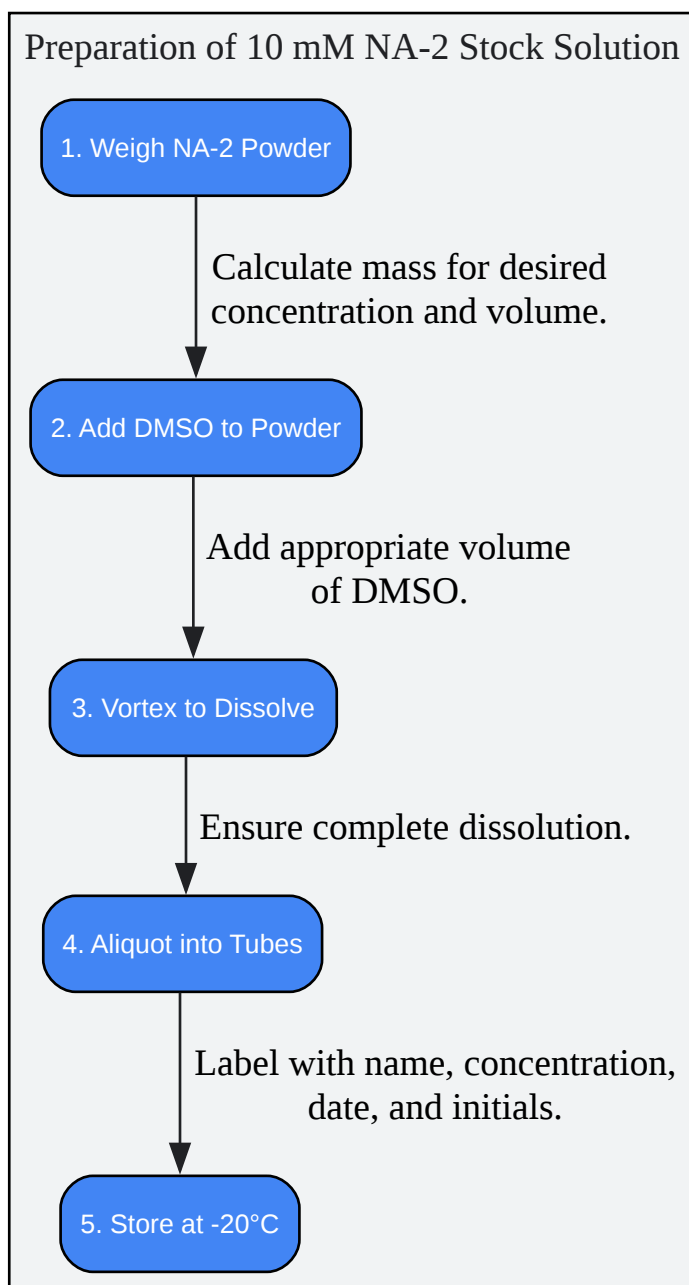 Preparation of 10 mM NA-2 Stock Solution
1. Weigh NA-2 Powder
Calculate mass for desired
concentration and volume.
2. Add DMSO to Powder
Add appropriate volume
of DMSO.
3. Vortex to Dissolve
Ensure complete dissolution.
4. Aliquot into Tubes
Label with name, concentration,
date, and initials.
5. Store at -20°C